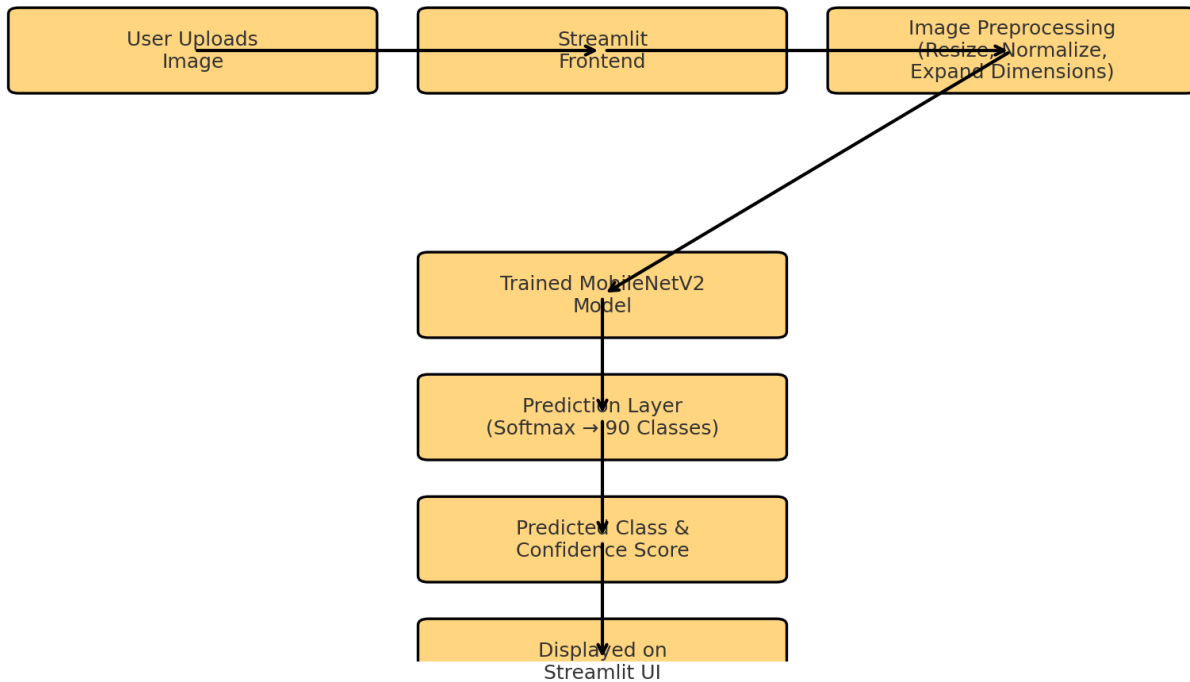 User Uploads
Image
Streamlit
Frontend
Image Preprocessing
(Resize, Normalize,
Expand Dimensions)
Trained MobileNetV2
Model
Prediction Layer
(Softmax → 90 Classes)
Predicted Class &
Confidence Score
Displayed on
Streamlit UI